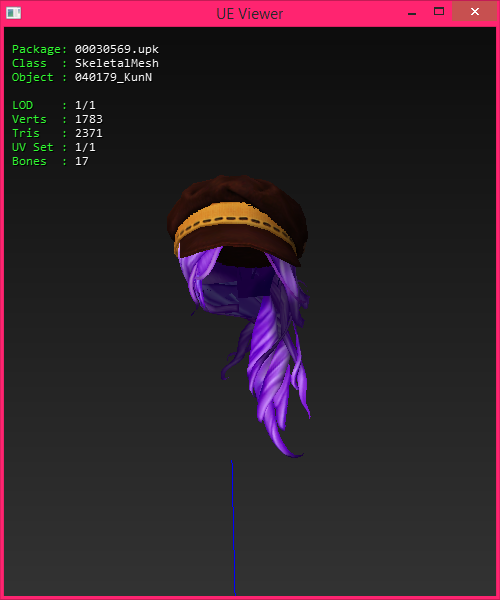 UE Viewer
Package: 00030569.upk
Class : SkeletalMesh
Object : 040179_KunN
LOD : 1/1
Verts : 1783
Tris : 2371
UV Set : 1/1
Bones : 17